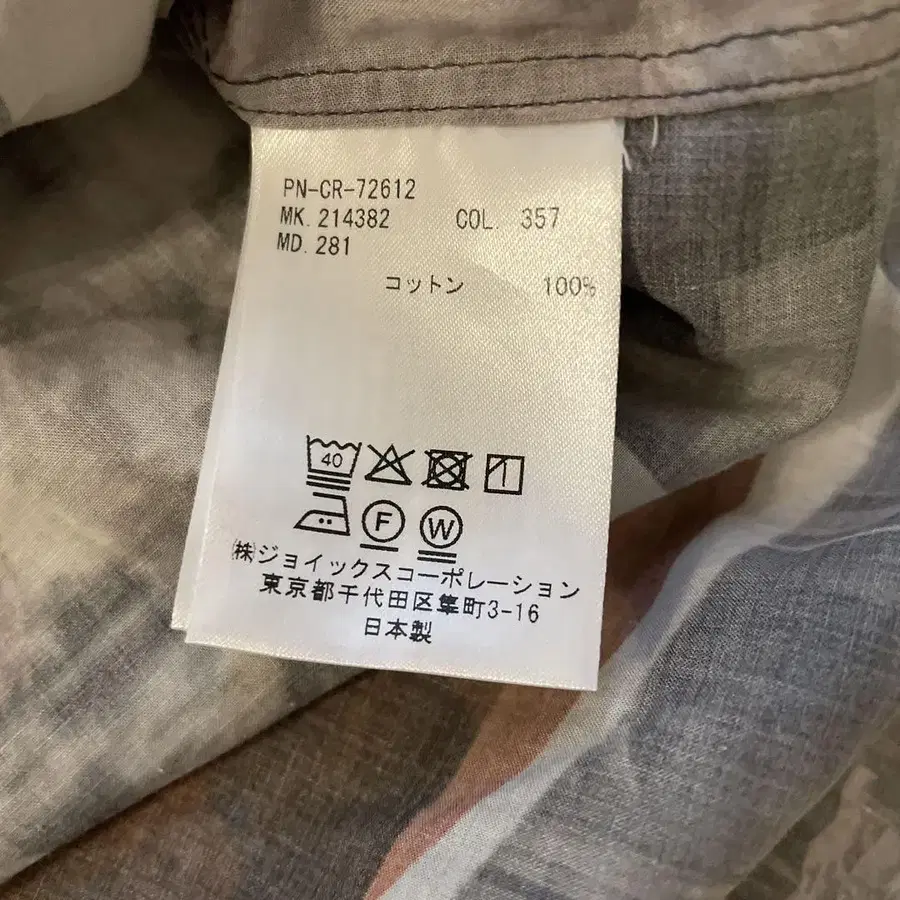 PN-CR-72612
MK. 214382 COL. 357
MD. 281
コットン 100%
40
F W
㈱ジョイックスコーポレーション
東京都千代田区隼町3-16
日本製